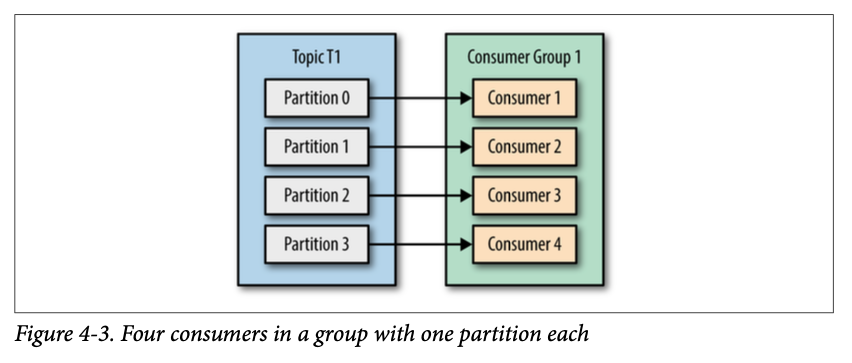 Topic T1
Partition 0
Partition 1
Partition 2
Partition 3
Consumer Group 1
Consumer 1
Consumer 2
Consumer 3
Consumer 4
Figure 4-3. Four consumers in a group with one partition each